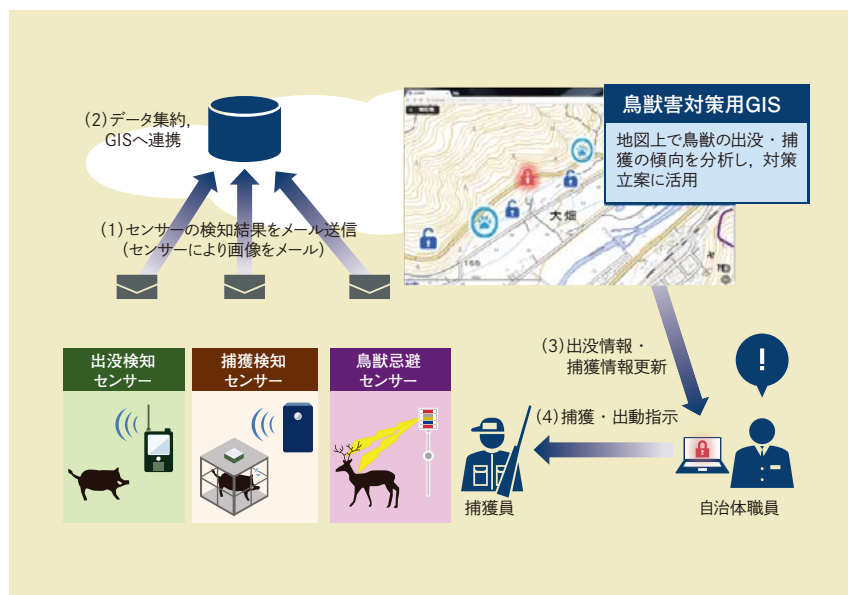 鳥獣害対策用GIS
地図上で鳥獣の出没・捕
獲の傾向を分析し，対策
立案に活用
(2)データ集約，
GISへ連携
(1)センサーの検知結果をメール送信
(センサーにより画像をメール)
大畑
155
出没検知
センサー
捕獲検知
センサー
鳥獣忌避
センサー
(3)出没情報・
捕獲情報更新
(4)捕獲・出動指示
!
捕獲員
自治体職員